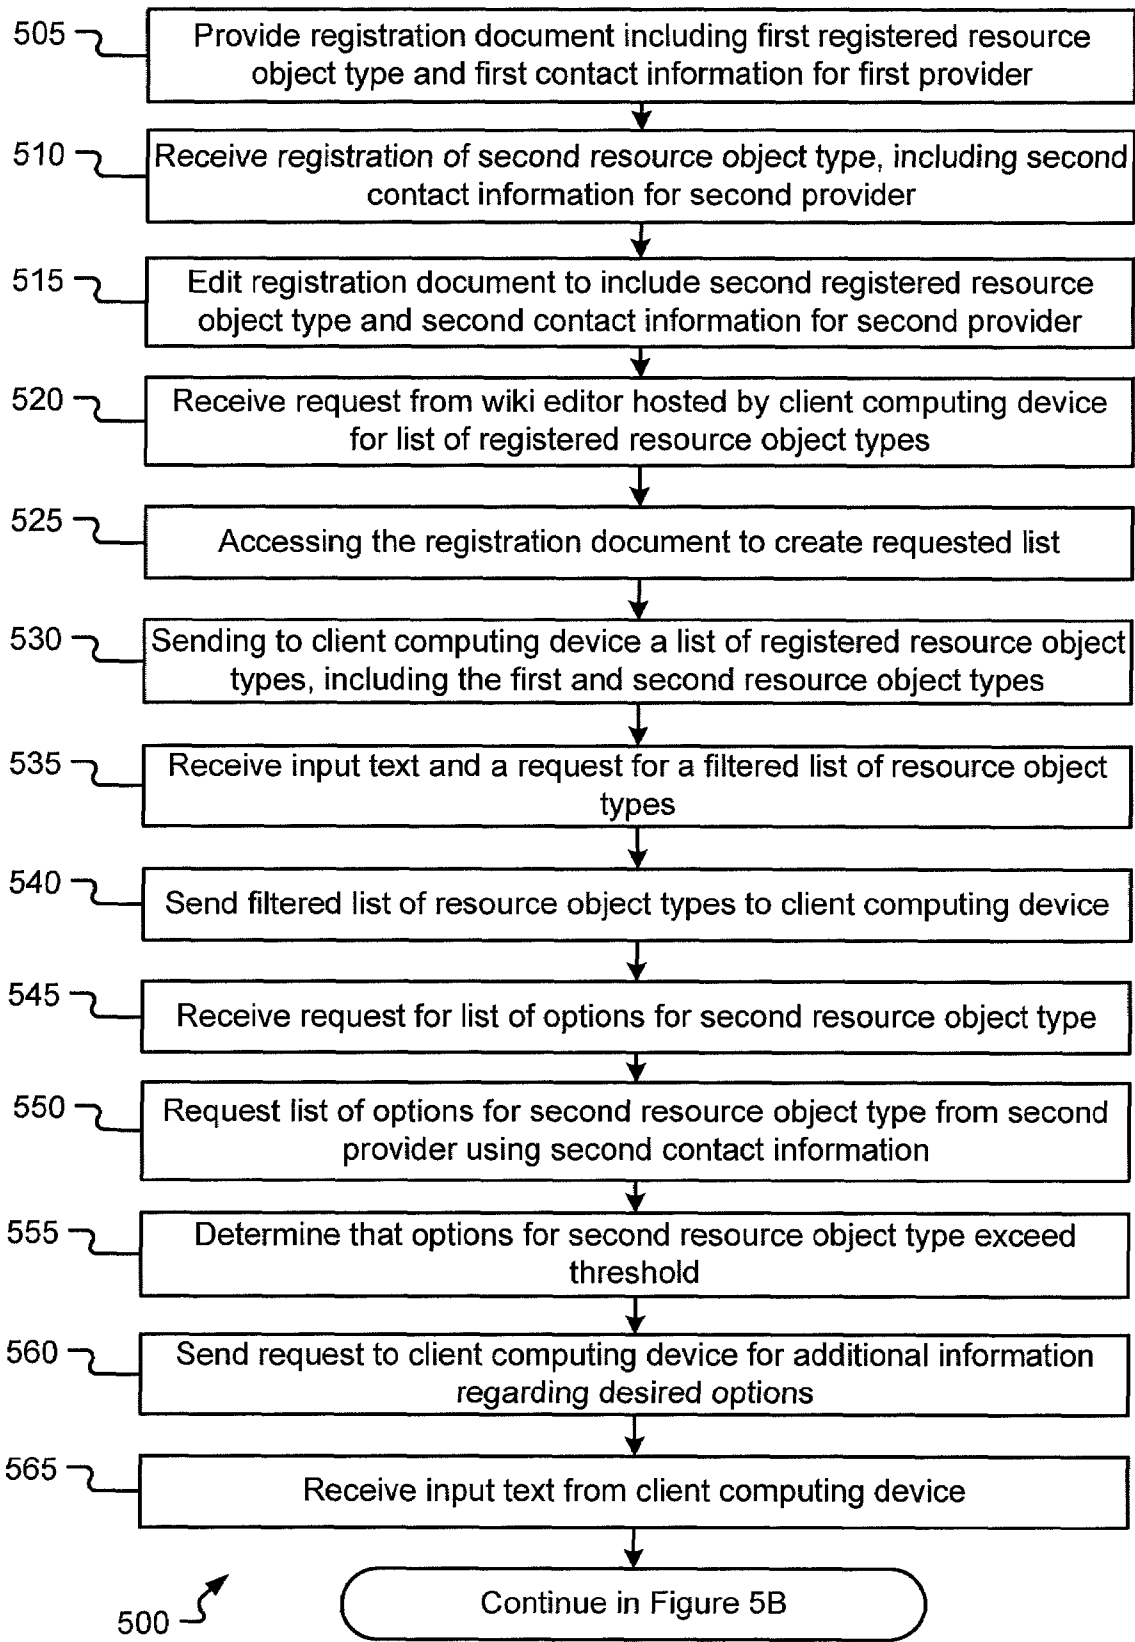 505
Provide registration document including first registered resource
object type and first contact information for first provider
510
Receive registration of second resource object type, including second
contact information for second provider
515
Edit registration document to include second registered resource
object type and second contact information for second provider
520
Receive request from wiki editor hosted by client computing device
for list of registered resource object types
525
Accessing the registration document to create requested list
530
Sending to client computing device a list of registered resource object
types, including the first and second resource object types
535
Receive input text and a request for a filtered list of resource object
types
540
Send filtered list of resource object types to client computing device
545
Receive request for list of options for second resource object type
550
Request list of options for second resource object type from second
provider using second contact information
555
Determine that options for second resource object type exceed
threshold
560
Send request to client computing device for additional information
regarding desired options
565
Receive input text from client computing device
500
Continue in Figure 5B